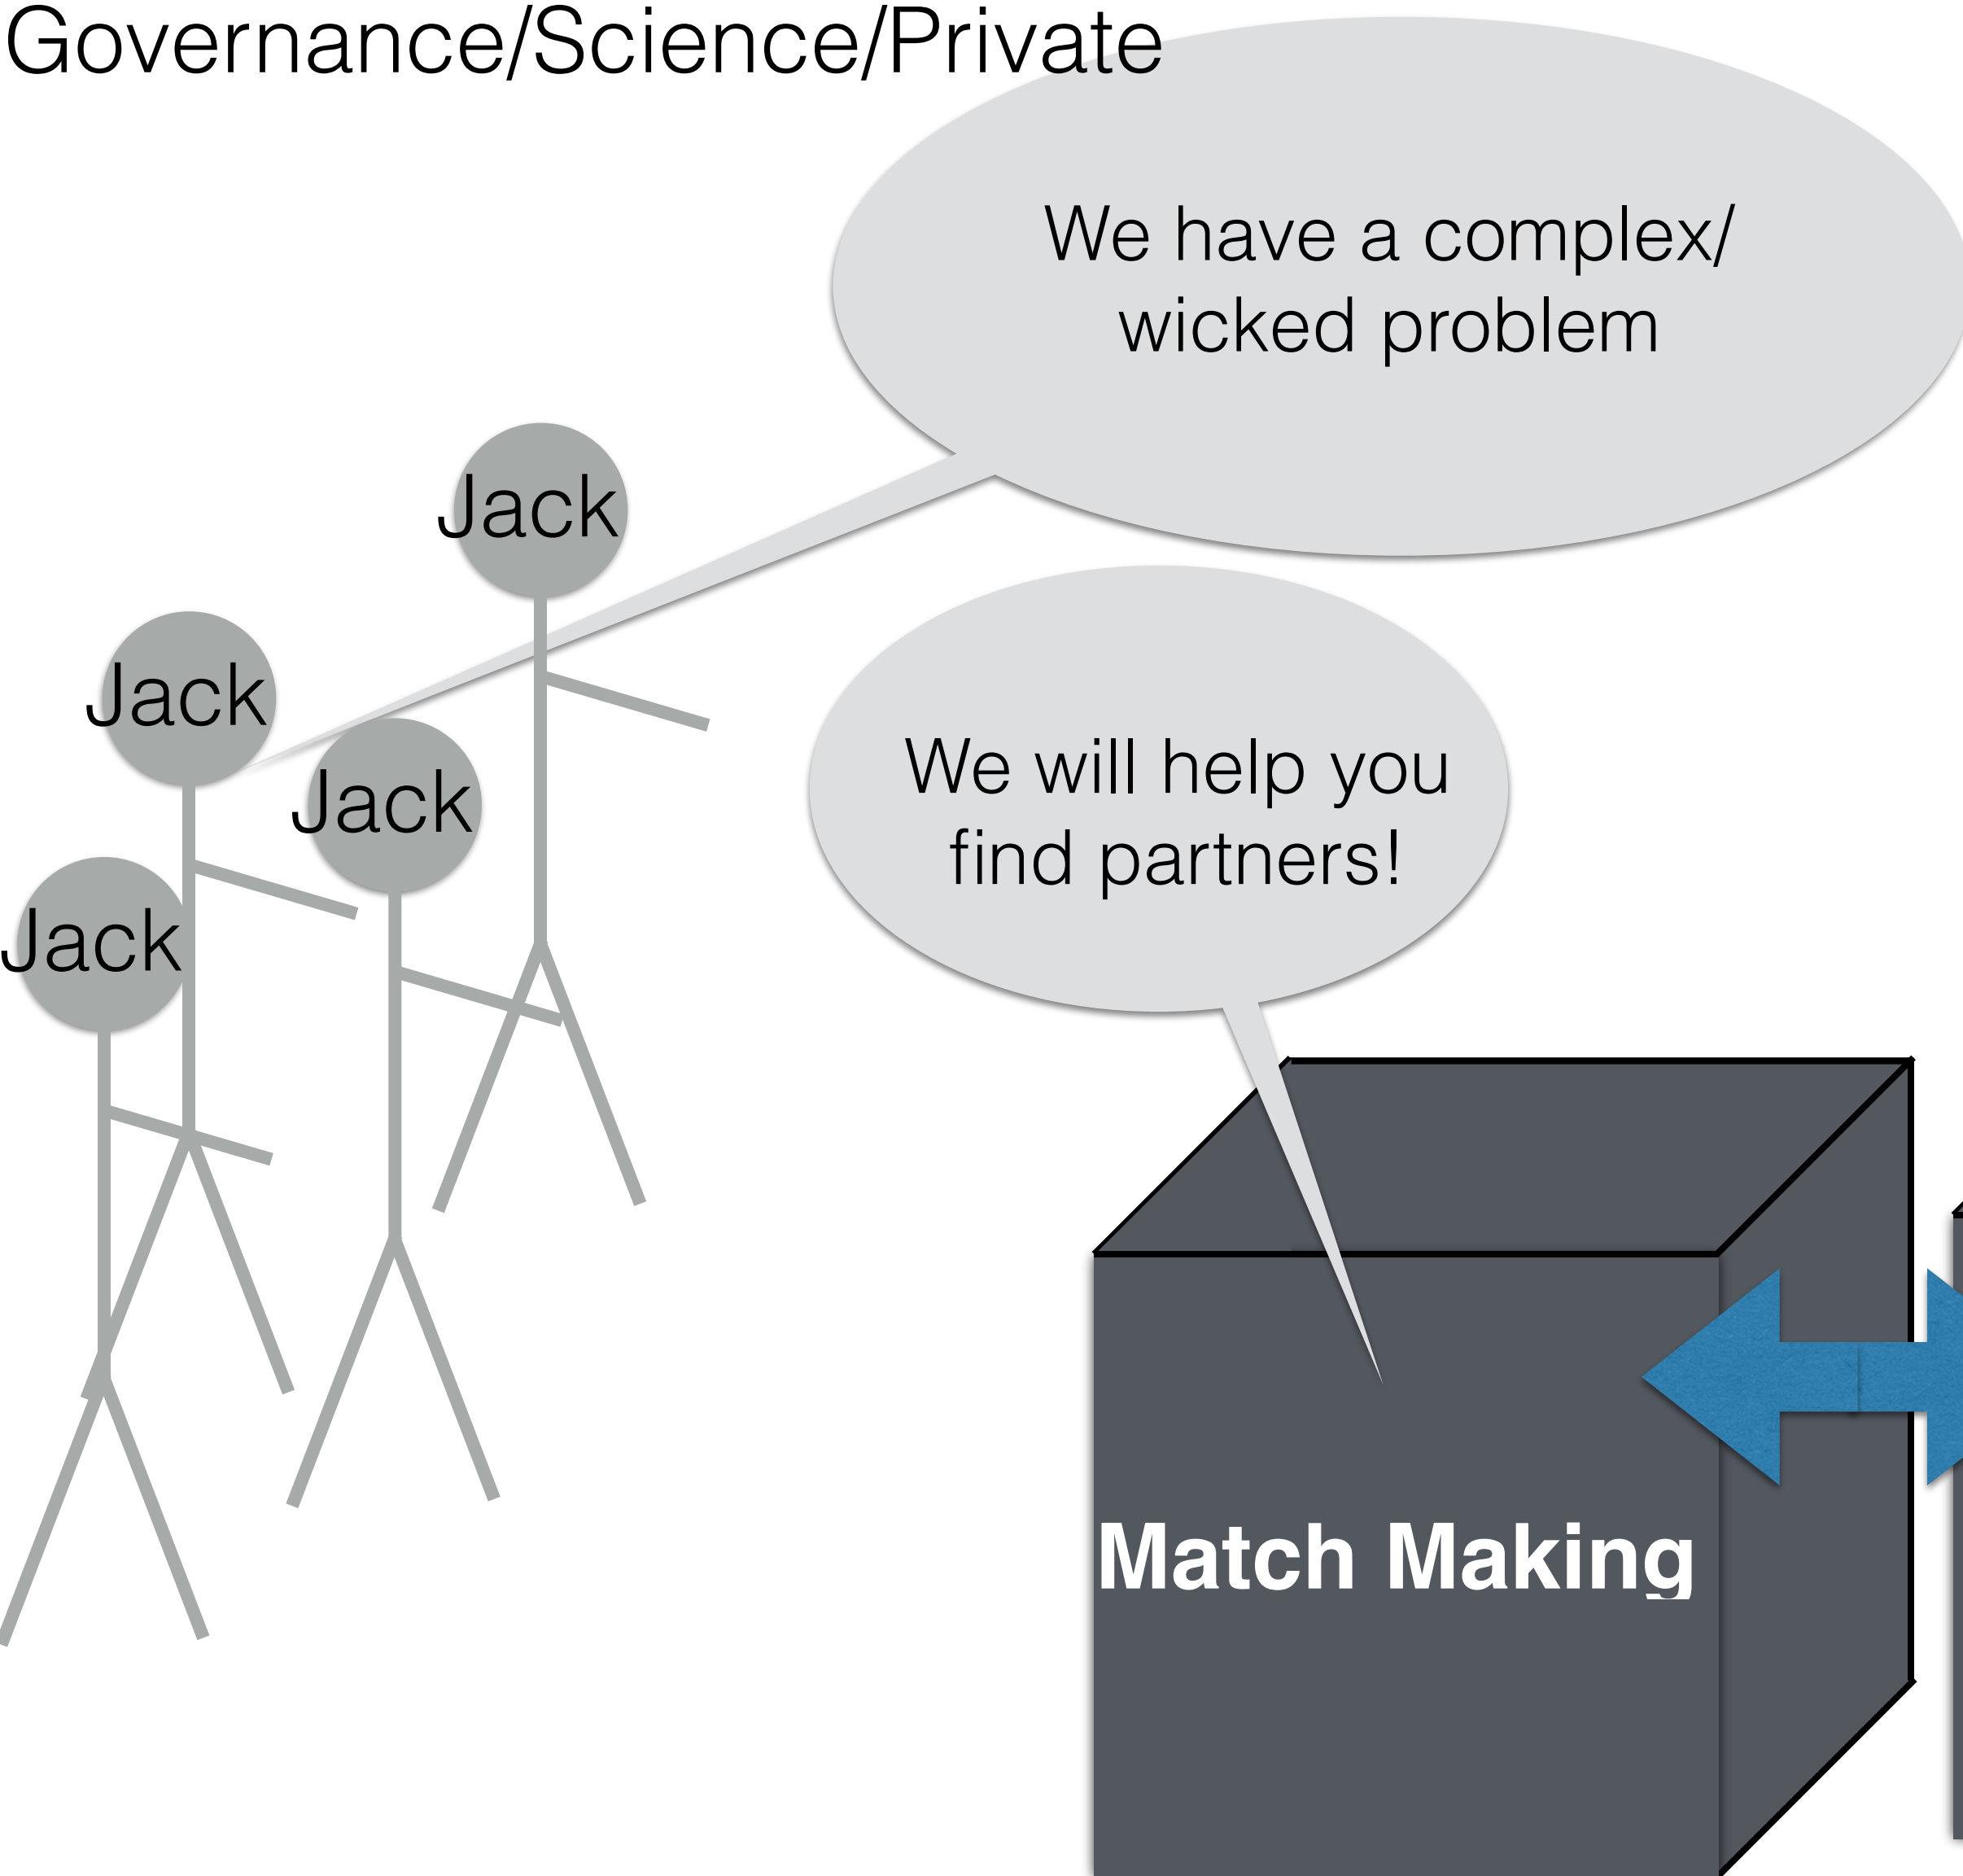 Governance/Science/Private
We have a complex/
wicked problem
Jack
Jack
Jack
Jack
We will help you
find partners!
Match Making